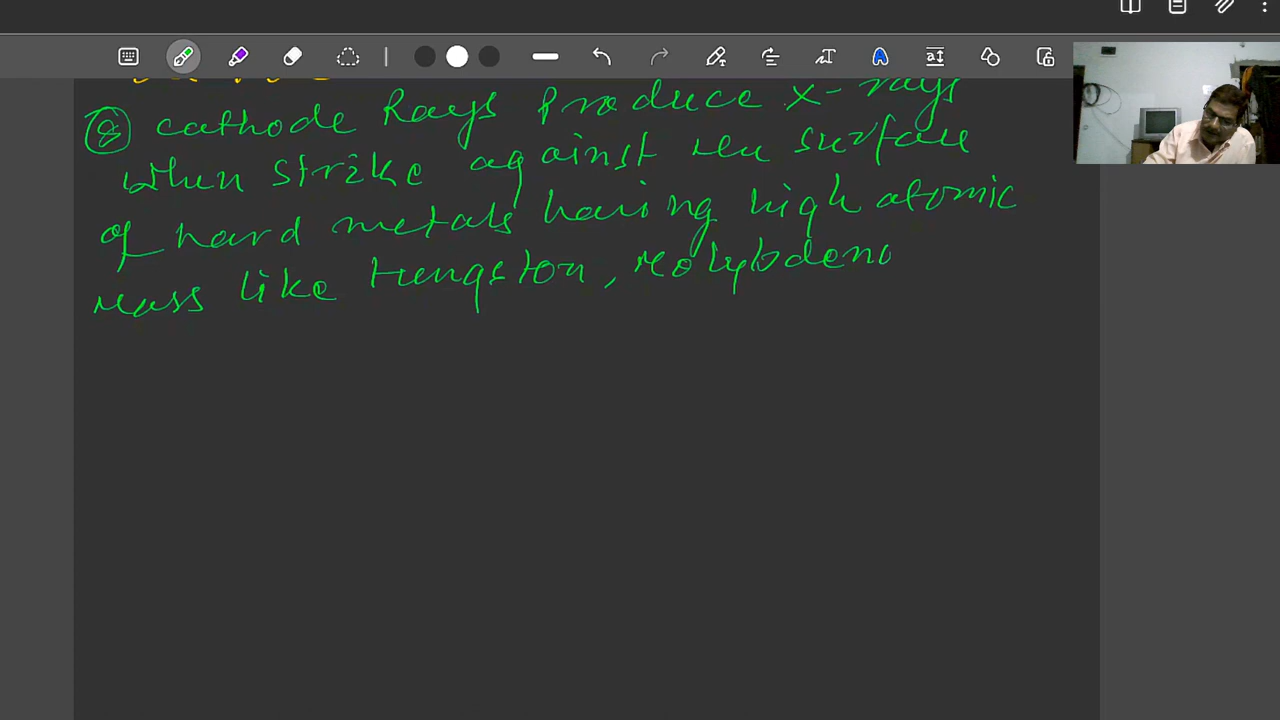 cathode Rays Produce X-rays
when strike against the surface
of hard metals having high atomic
mass like tungston, molybdeno